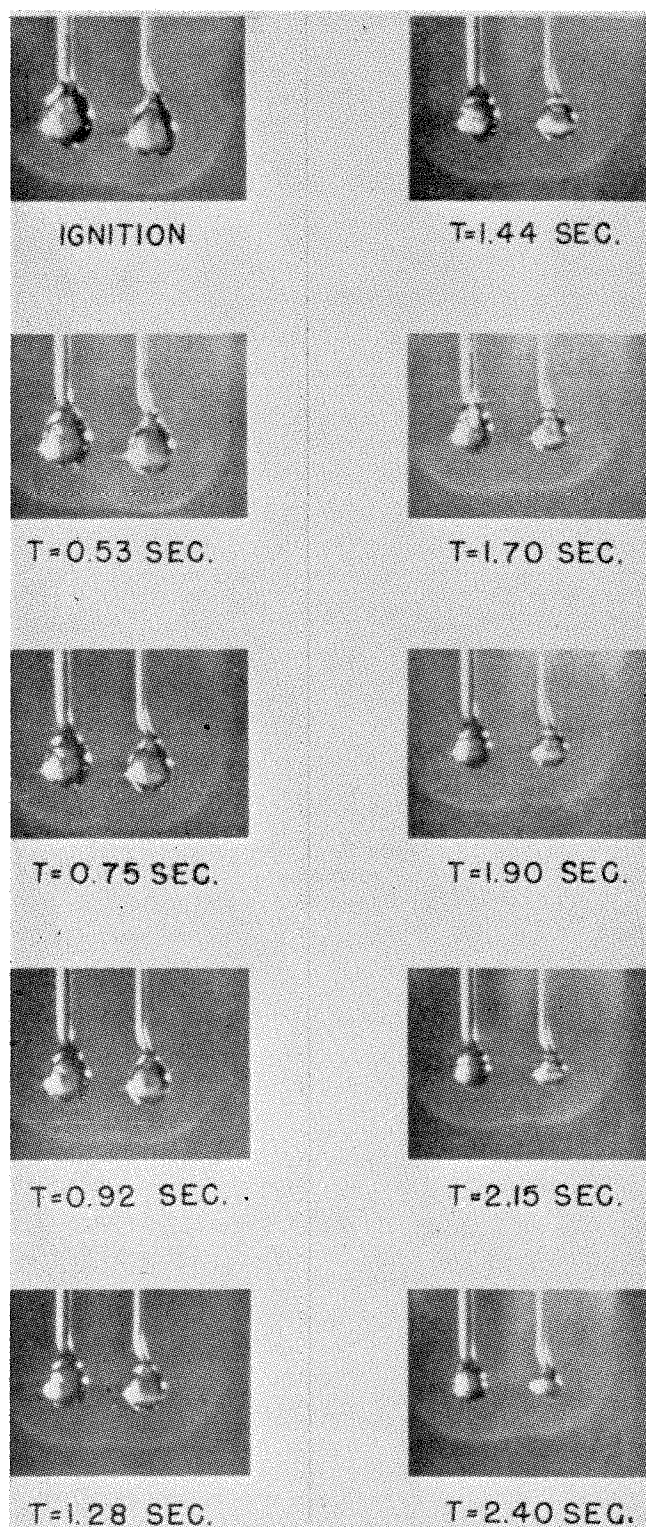 IGNITION
T=0.53 SEC.
T=0.75 SEC.
T=0.92 SEC.
T=1.28 SEC.
T=1.44 SEC.
T=1.70 SEC.
T=1.90 SEC.
T=2.15 SEC.
T=2.40 SEC.